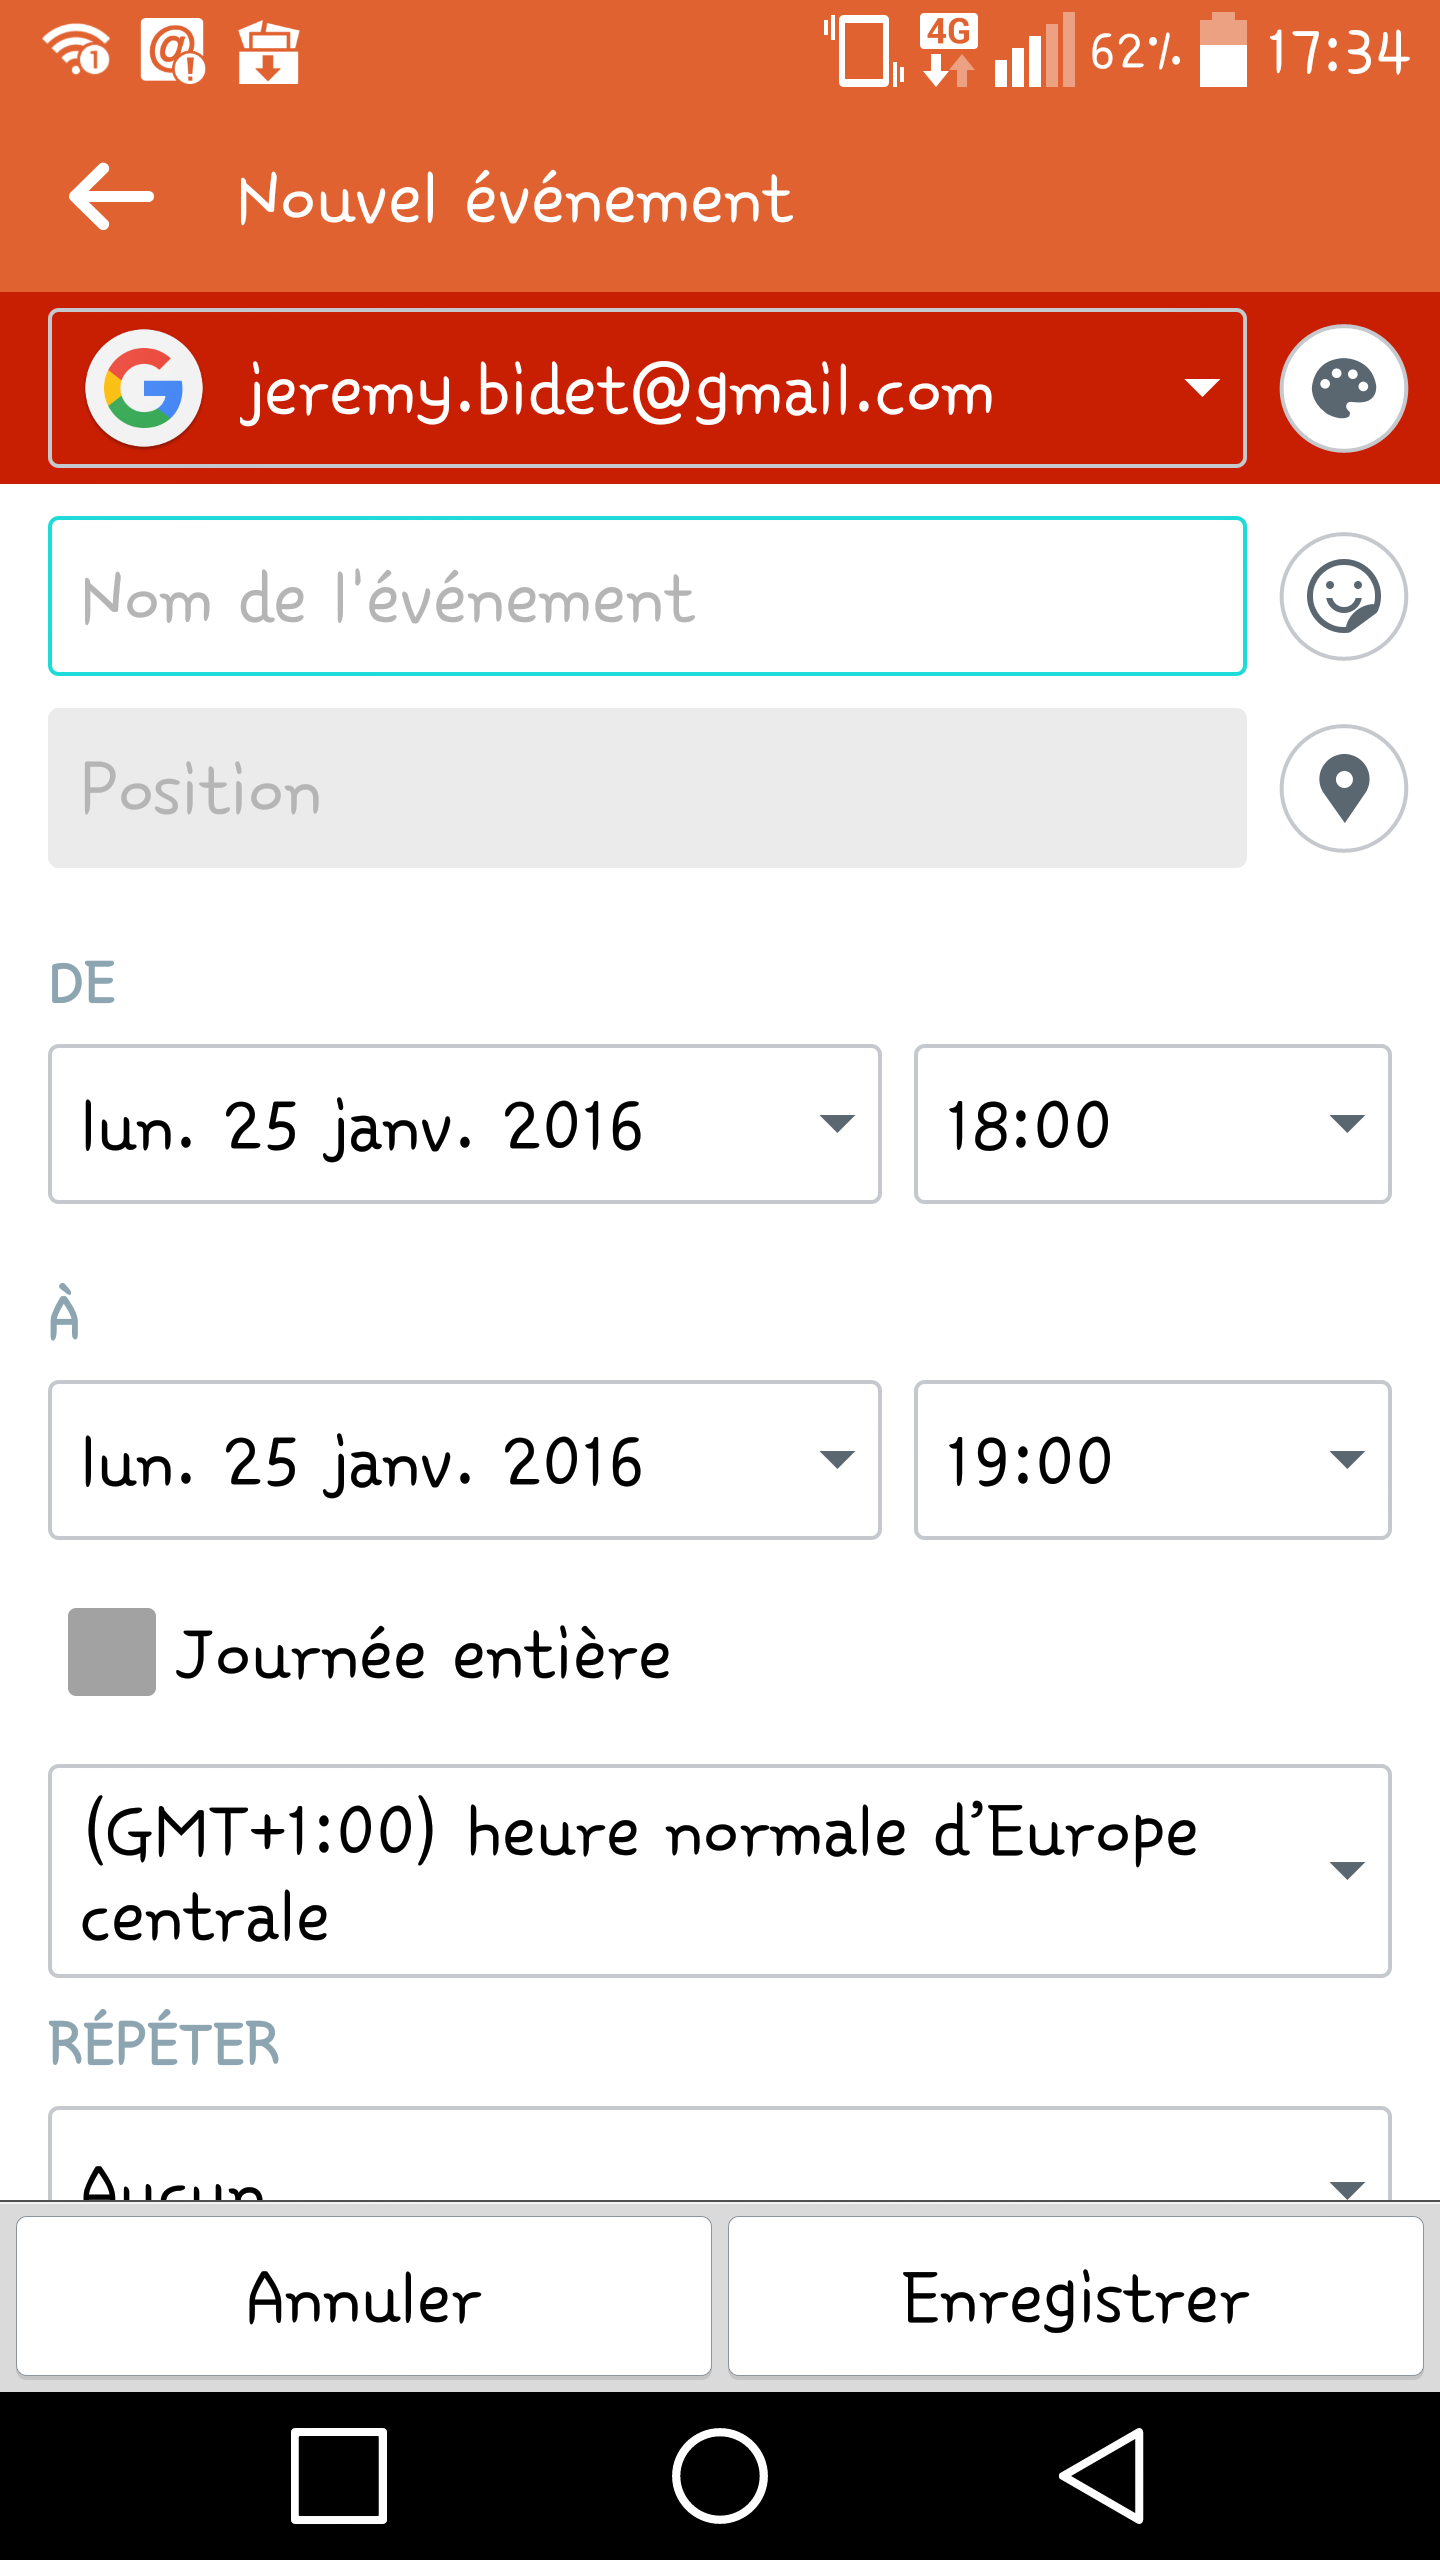 4G 62% 17:34
Nouvel événement
jeremy.bidet@gmail.com
Nom de l'événement
Position
DE
lun. 25 janv. 2016 18:00
À
lun. 25 janv. 2016 19:00
Journée entière
(GMT+1:00) heure normale d’Europe
centrale
RÉPÉTER
Aucun
Annuler Enregistrer